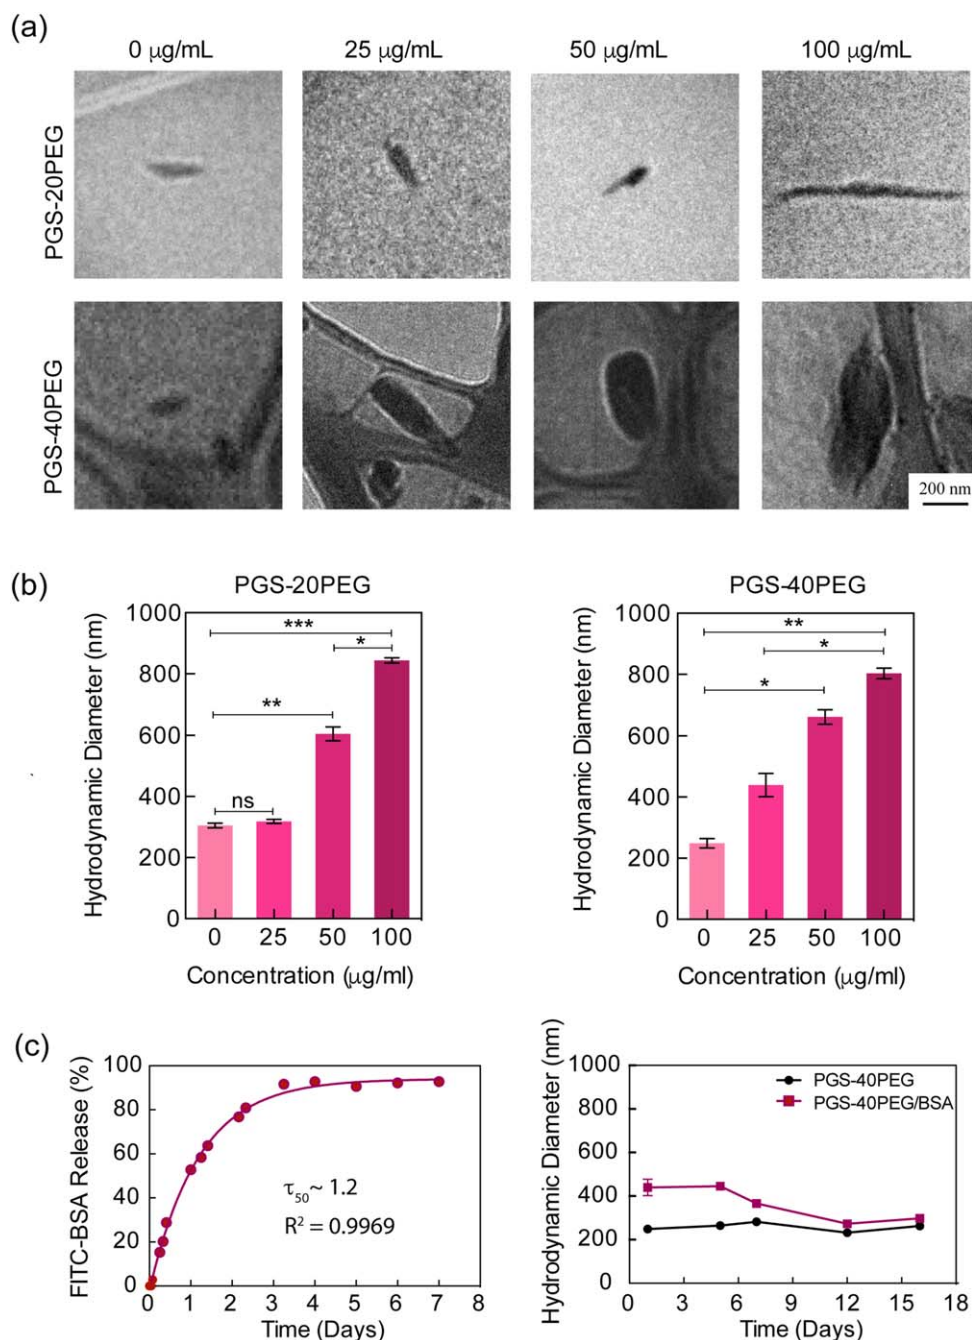 (a)
0 μg/mL 25 μg/mL 50 μg/mL 100 μg/mL
PGS-20PEG
PGS-40PEG
200 nm
(b)
PGS-20PEG
Hydrodynamic Diameter (nm)
1000
800
600
400
200
0
***
*
**
ns
0 25 50 100
Concentration (μg/ml)
PGS-40PEG
Hydrodynamic Diameter (nm)
1000
800
600
400
200
0
**
*
*
0 25 50 100
Concentration (μg/ml)
(c)
FITC-BSA Release (%)
100
80
60
40
20
0
τ50~ 1.2
R² = 0.9969
0 1 2 3 4 5 6 7 8
Time (Days)
Hydrodynamic Diameter (nm)
1000
800
600
400
200
0
PGS-40PEG
PGS-40PEG/BSA
0 3 6 9 12 15 18
Time (Days)